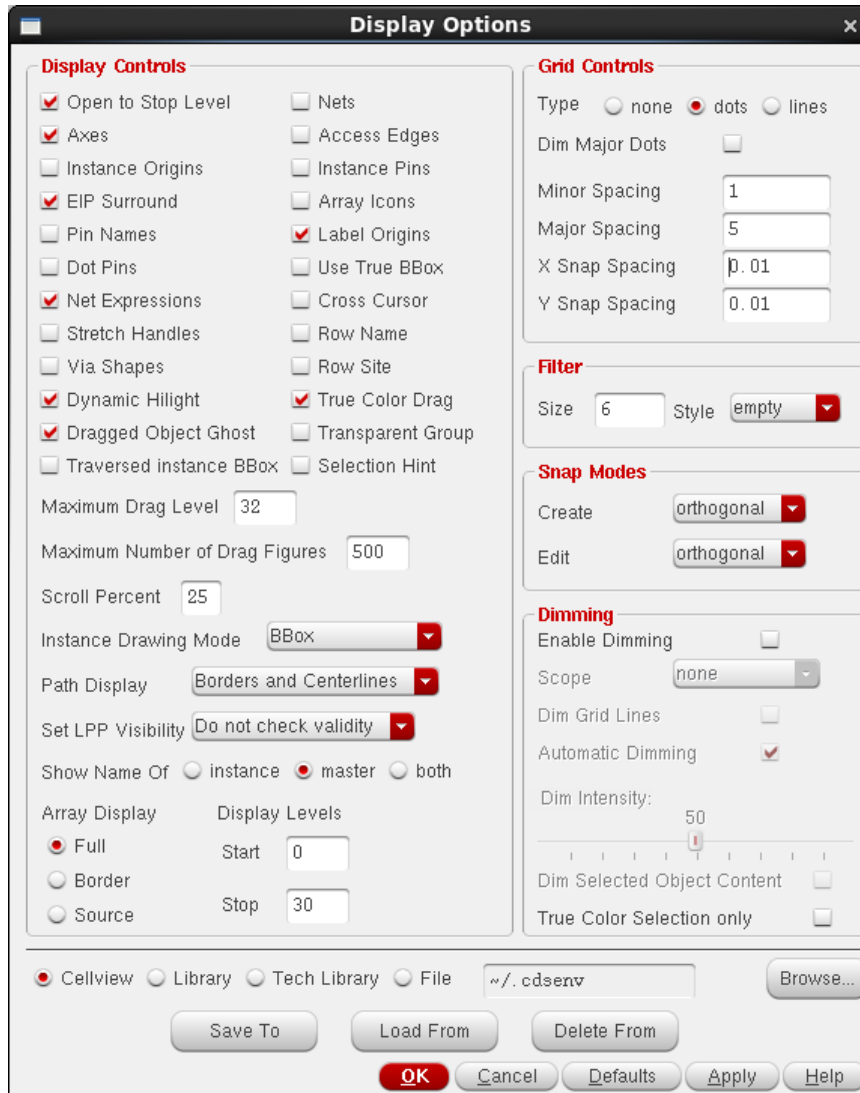 Display Options
Display Controls
Open to Stop Level
Nets
Axes
Access Edges
Instance Origins
Instance Pins
EIP Surround
Array Icons
Pin Names
Label Origins
Dot Pins
Use True BBox
Net Expressions
Cross Cursor
Stretch Handles
Row Name
Via Shapes
Row Site
Dynamic Hilight
True Color Drag
Dragged Object Ghost
Transparent Group
Traversed instance BBox
Selection Hint
Maximum Drag Level 32
Maximum Number of Drag Figures 500
Scroll Percent 25
Instance Drawing Mode BBox
Path Display Borders and Centerlines
Set LPP Visibility Do not check validity
Show Name Of instance master both
Array Display
Full
Border
Source
Display Levels
Start 0
Stop 30
Grid Controls
Type none dots lines
Dim Major Dots
Minor Spacing 1
Major Spacing 5
X Snap Spacing 0.01
Y Snap Spacing 0.01
Filter
Size 6 Style empty
Snap Modes
Create orthogonal
Edit orthogonal
Dimming
Enable Dimming
Scope none
Dim Grid Lines
Automatic Dimming
Dim Intensity:
50
Dim Selected Object Content
True Color Selection only
Cellview Library Tech Library File ~/.cdsenv Browse...
Save To Load From Delete From
OK Cancel Defaults Apply Help